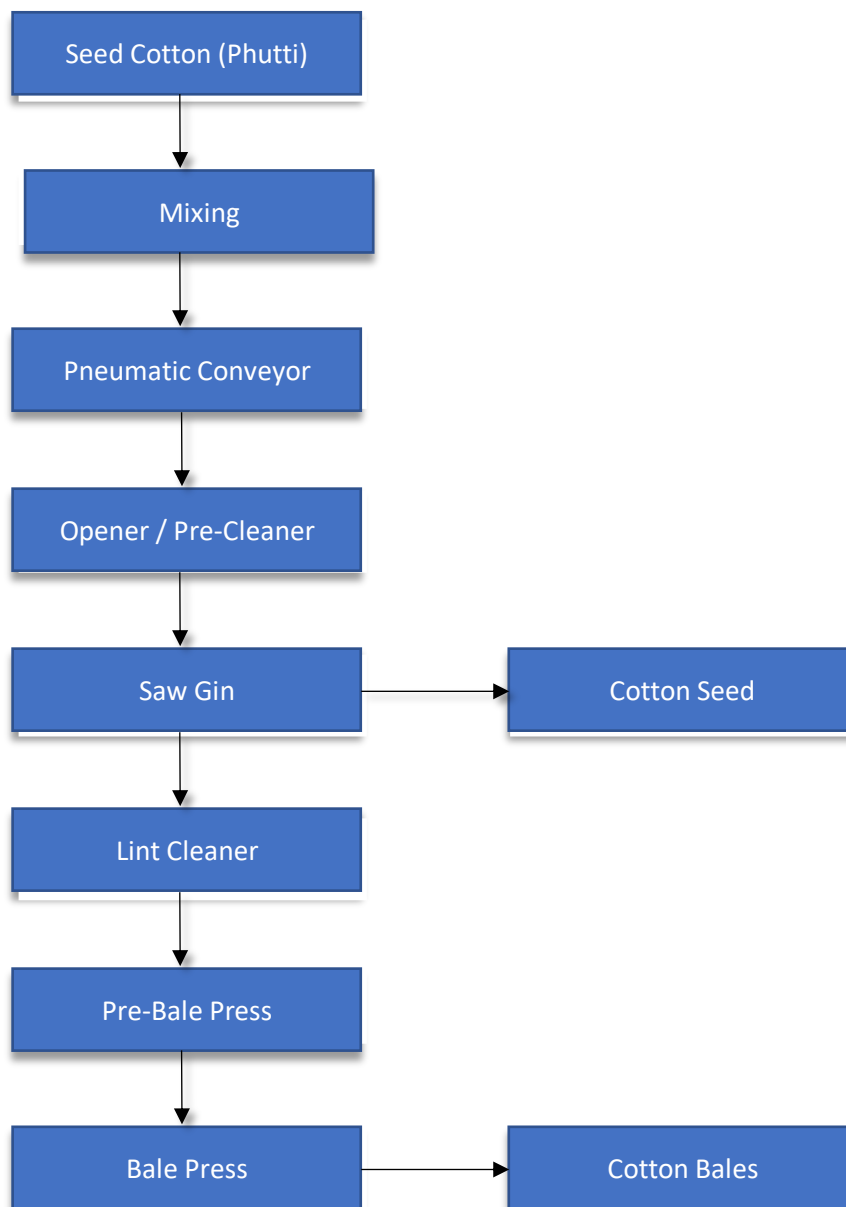 Seed Cotton (Phutti)
Mixing
Pneumatic Conveyor
Opener / Pre-Cleaner
Saw Gin
Cotton Seed
Lint Cleaner
Pre-Bale Press
Bale Press
Cotton Bales